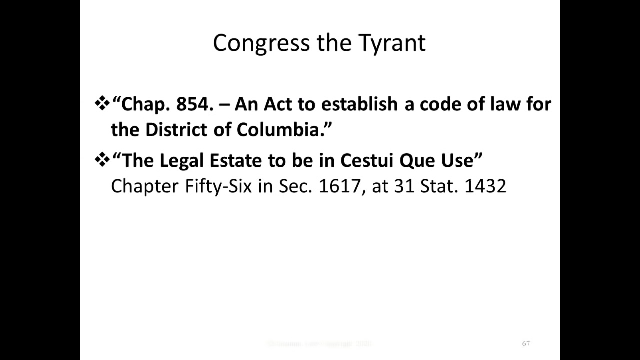 Congress the Tyrant
❖“Chap. 854. – An Act to establish a code of law for
the District of Columbia.”
❖“The Legal Estate to be in Cestui Que Use”
Chapter Fifty-Six in Sec. 1617, at 31 Stat. 1432
67